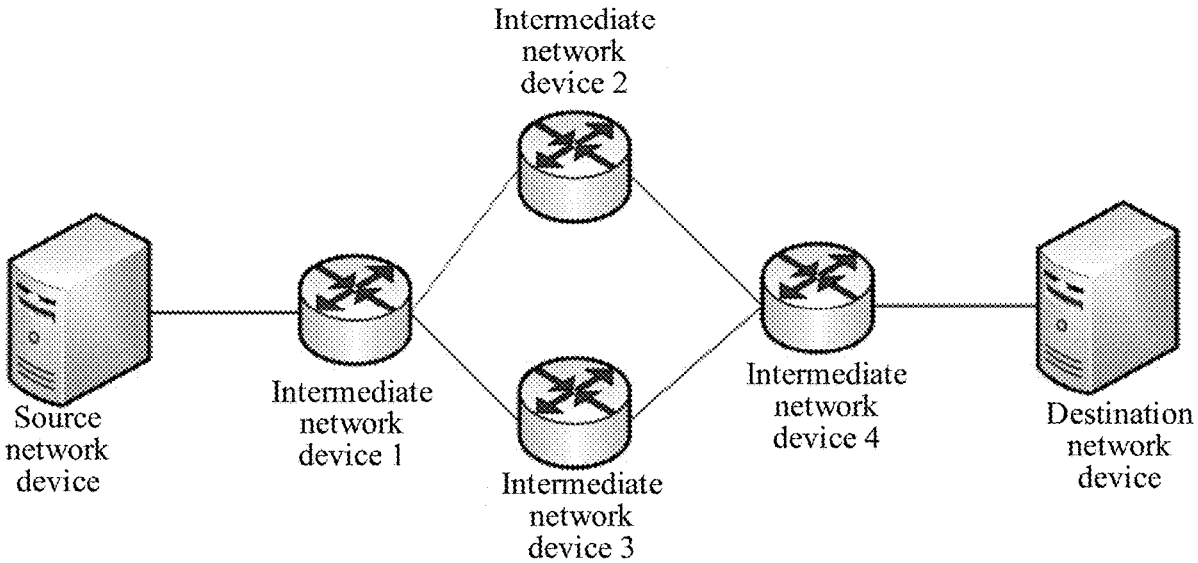 Intermediate
network
device 2
Source
network
device
Intermediate
network
device 1
Intermediate
network
device 3
Intermediate
network
device 4
Destination
network
device